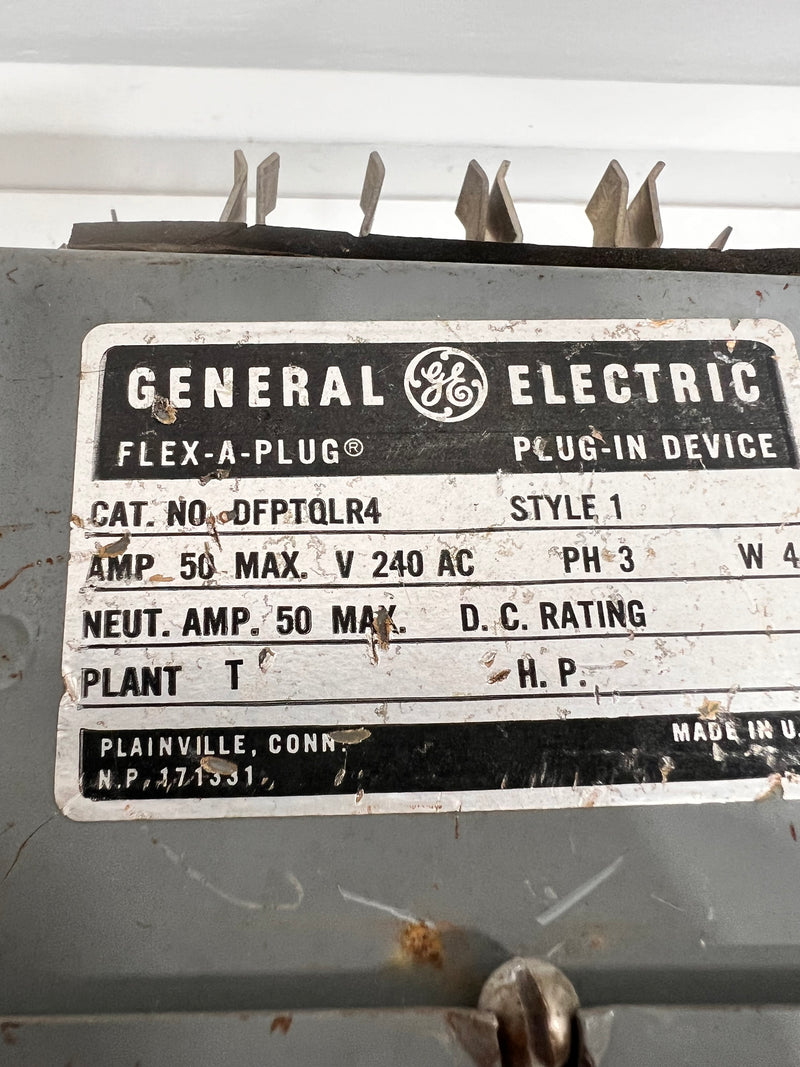 GENERAL GE ELECTRIC
FLEX-A-PLUG® PLUG-IN DEVICE
CAT. NO. DFPTQLR4 STYLE 1
AMP 50 MAX. V 240 AC PH 3 W 4
NEUT. AMP. 50 MAX. D. C. RATING
PLANT T H. P.
PLAINVILLE, CONN. MADE IN U.
N.P. 171331